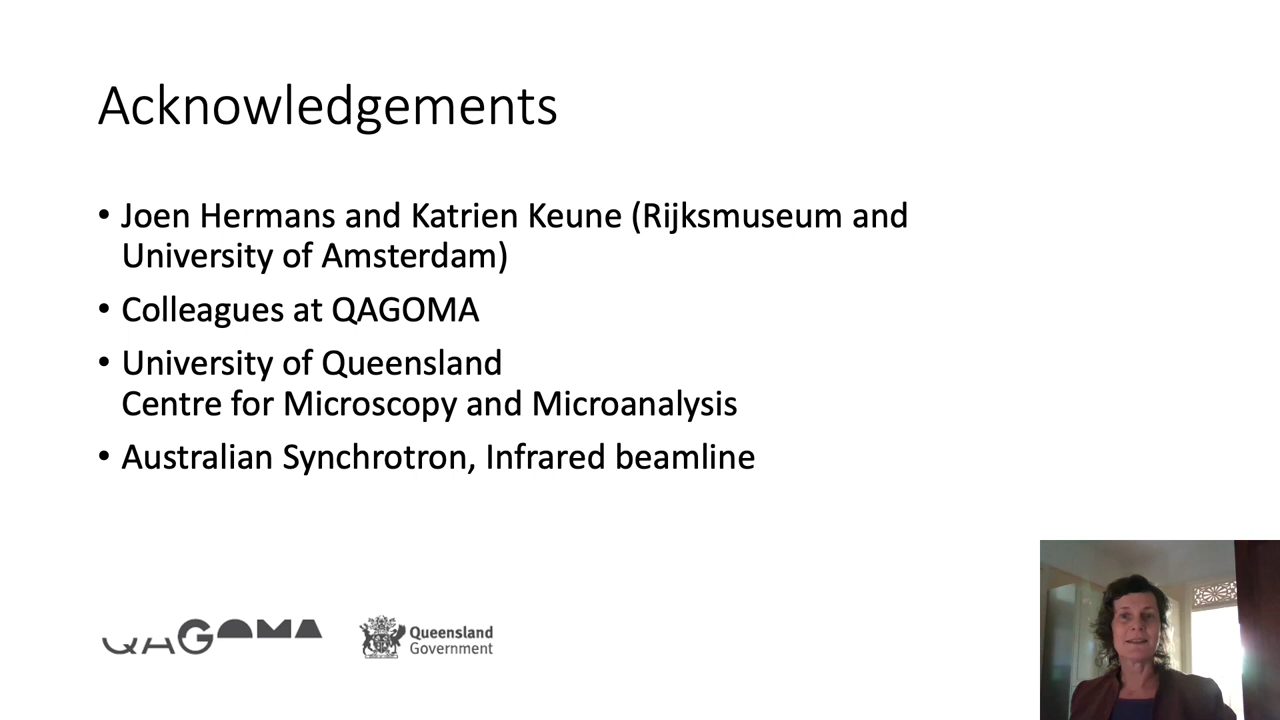 Acknowledgements
• Joen Hermans and Katrien Keune (Rijksmuseum and
University of Amsterdam)
• Colleagues at QAGOMA
• University of Queensland
Centre for Microscopy and Microanalysis
• Australian Synchrotron, Infrared beamline
QAGOMA
Queensland
Government